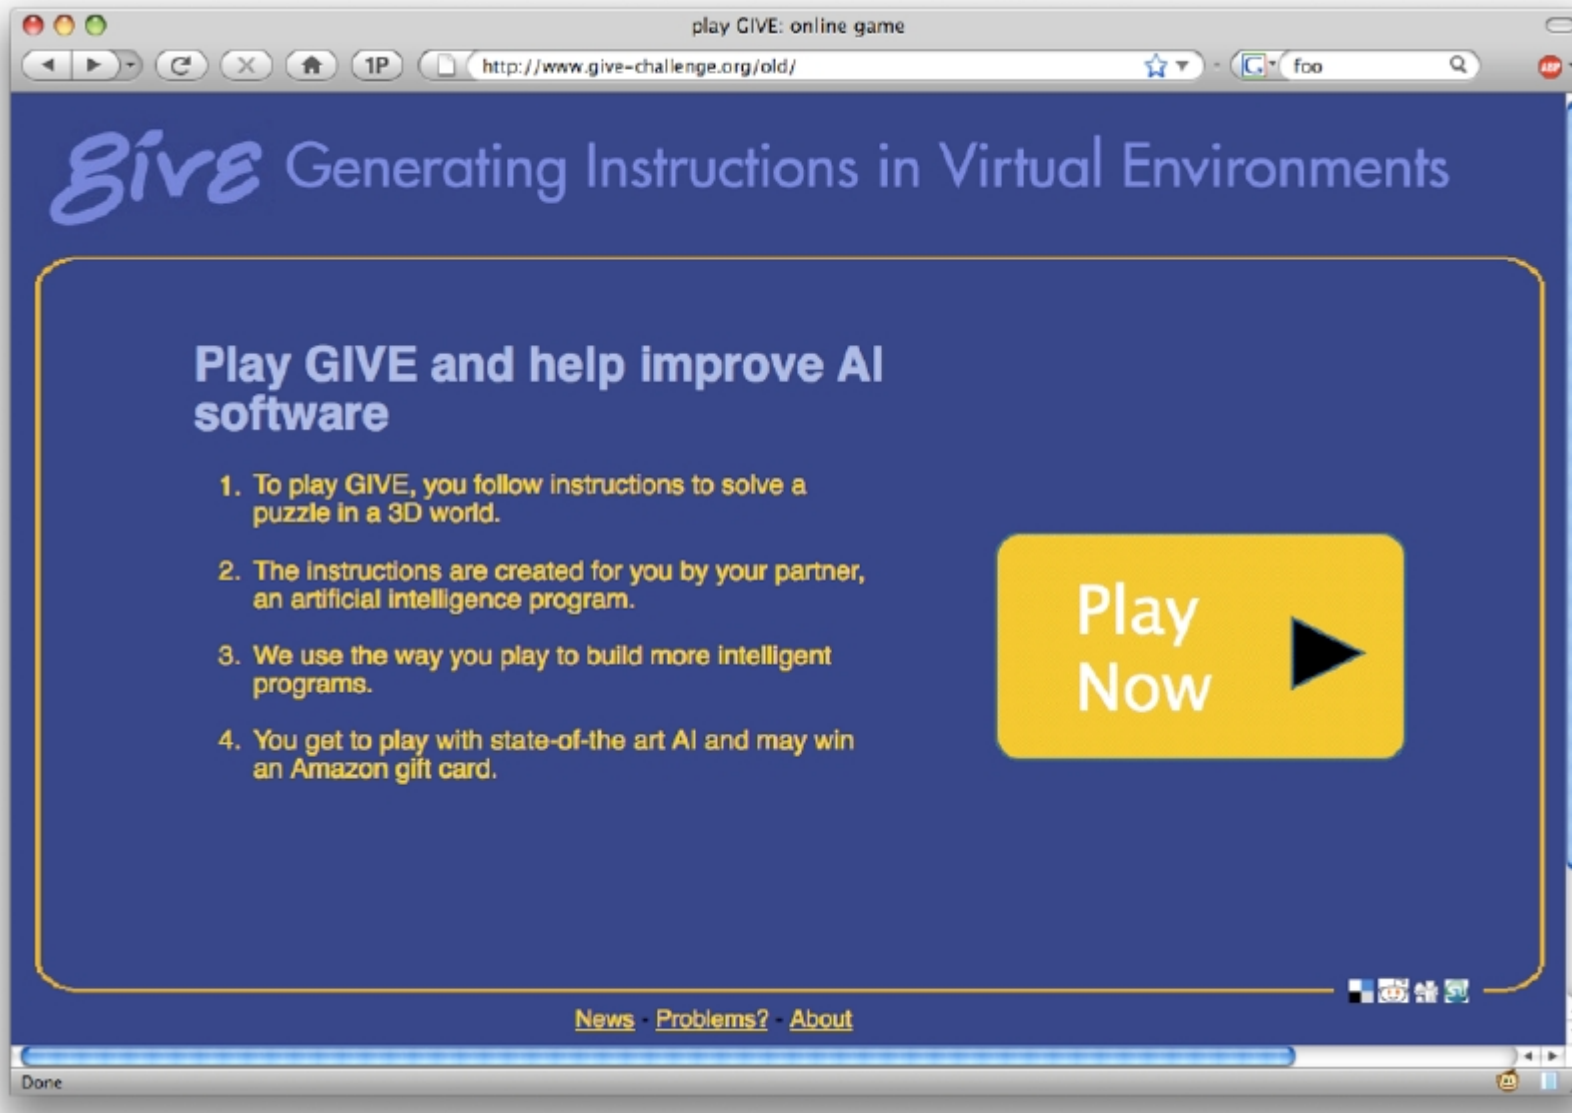 play GIVE: online game
1P
http://www.give-challenge.org/old/
foo
ABP
give Generating Instructions in Virtual Environments
Play GIVE and help improve AI
software
1. To play GIVE, you follow instructions to solve a
puzzle in a 3D world.
2. The instructions are created for you by your partner,
an artificial intelligence program.
3. We use the way you play to build more intelligent
programs.
4. You get to play with state-of-the art AI and may win
an Amazon gift card.
Play
Now
News - Problems? - About
Done